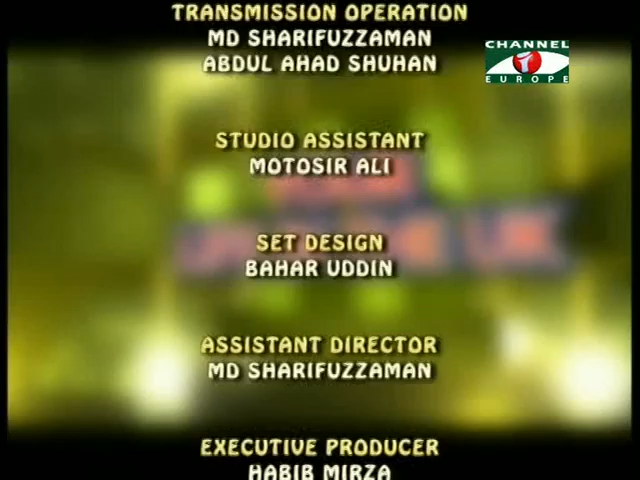 TRANSMISSION OPERATION
MD SHARIFUZZAMAN
ABDUL AHAD SHUHAN
CHANNEL
i
EUROPE
STUDIO ASSISTANT
MOTOSIR ALI
SET DESIGN
BAHAR UDDIN
ASSISTANT DIRECTOR
MD SHARIFUZZAMAN
EXECUTIVE PRODUCER
HABIB MIRZA